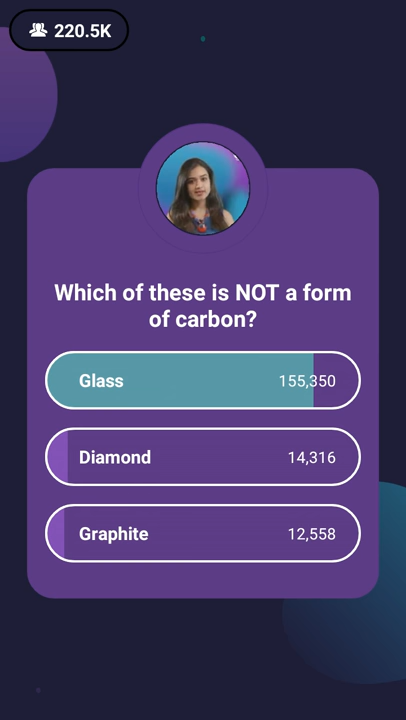 220.5K
Which of these is NOT a form
of carbon?
Glass 155,350
Diamond 14,316
Graphite 12,558